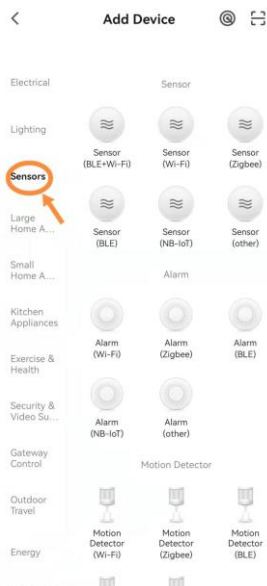 Add Device
Electrical
Lighting
Sensors
Large
Home A...
Small
Home A...
Kitchen
Appliances
Exercise &
Health
Security &
Video Su...
Gateway
Control
Outdoor
Travel
Energy
Sensor
Sensor
(BLE+Wi-Fi)
Sensor
(Wi-Fi)
Sensor
(Zigbee)
Sensor
(BLE)
Sensor
(NB-IoT)
Sensor
(other)
Alarm
Alarm
(Wi-Fi)
Alarm
(Zigbee)
Alarm
(BLE)
Alarm
(NB-IoT)
Alarm
(other)
Motion Detector
Motion
Detector
(Wi-Fi)
Motion
Detector
(Zigbee)
Motion
Detector
(BLE)